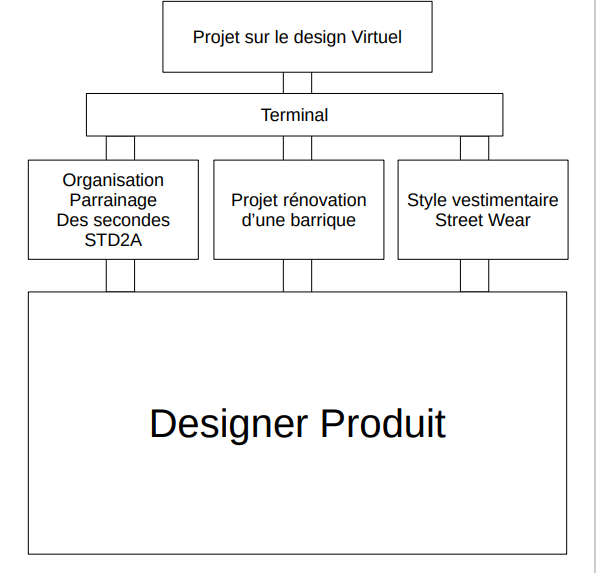 Projet sur le design Virtuel
Terminal
Organisation
Parrainage
Des secondes
STD2A
Projet rénovation
d'une barrique
Style vestimentaire
Street Wear
Designer Produit